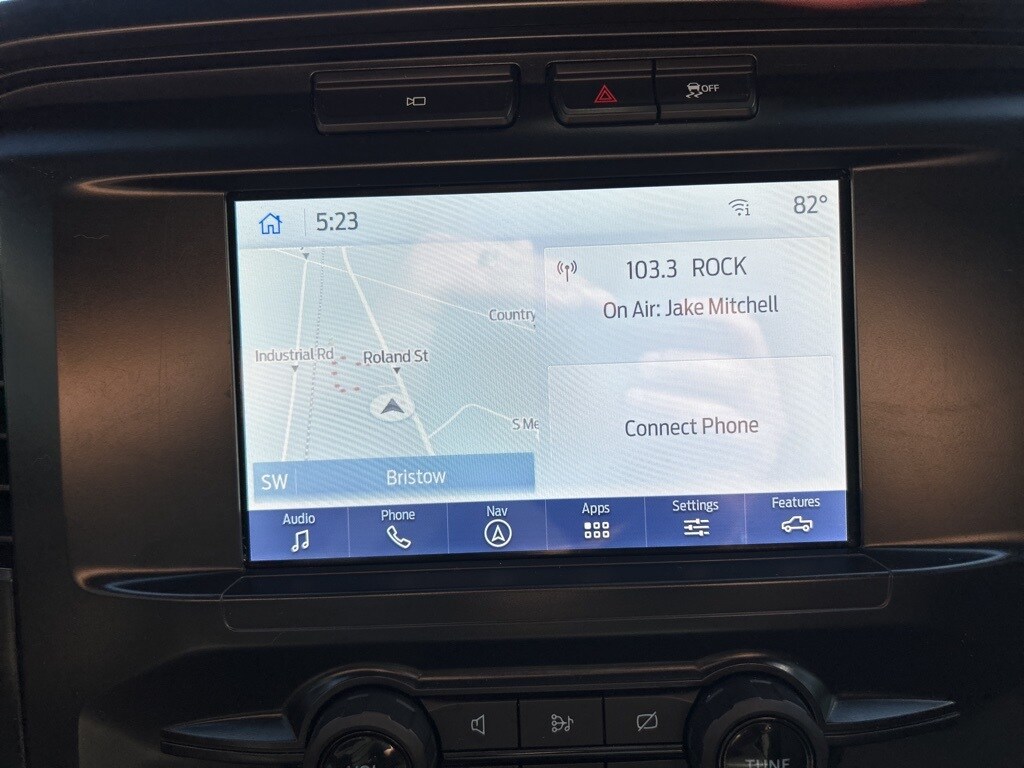 OFF
5:23
82°
103.3 ROCK
On Air: Jake Mitchell
Country
Industrial Rd
Roland St
S Me
Connect Phone
SW
Bristow
Audio
Phone
Nav
Apps
Settings
Features
VOL
TUNE